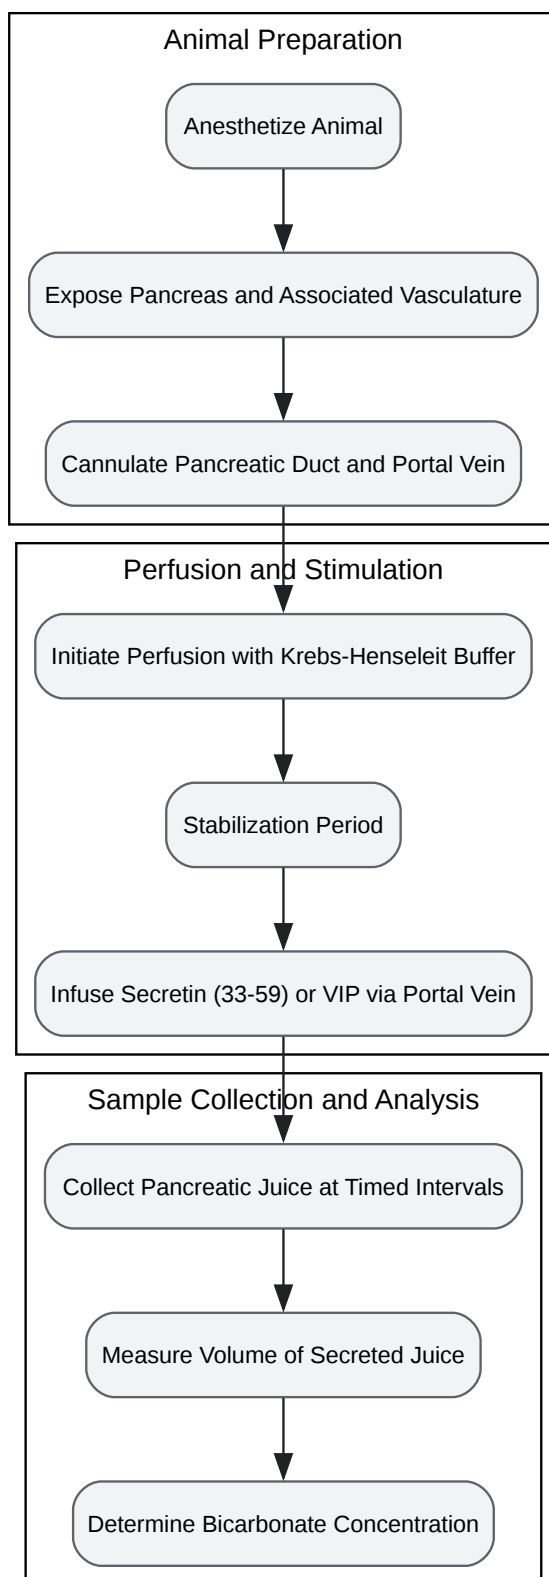 Animal Preparation
Anesthetize Animal
Expose Pancreas and Associated Vasculature
Cannulate Pancreatic Duct and Portal Vein
Perfusion and Stimulation
Initiate Perfusion with Krebs-Henseleit Buffer
Stabilization Period
Infuse Secretin (33-59) or VIP via Portal Vein
Sample Collection and Analysis
Collect Pancreatic Juice at Timed Intervals
Measure Volume of Secreted Juice
Determine Bicarbonate Concentration